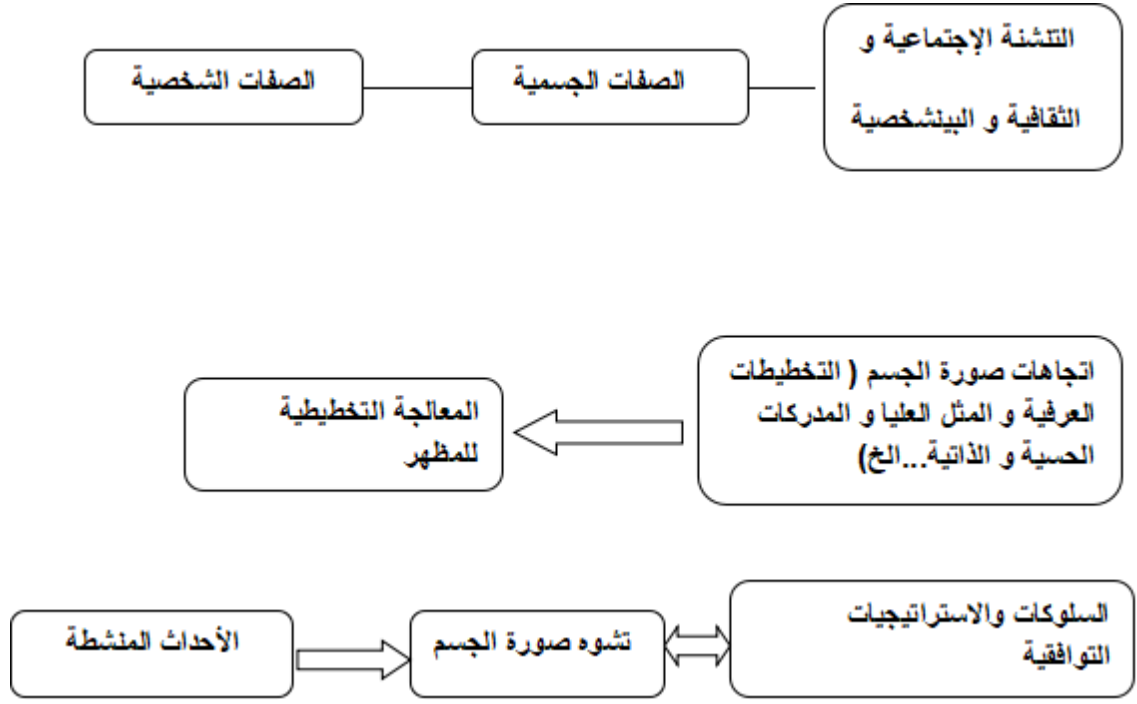 التنشئة الإجتماعية و
الثقافية و البينشخصية
الصفات الجسمية
الصفات الشخصية
اتجاهات صورة الجسم ( التخطيطات
العرفية و المثل العليا و المدركات
الحسية و الذاتية...الخ)
المعالجة التخطيطية
للمظهر
السلوكات والاستراتيجيات
التوافقية
تشوه صورة الجسم
الأحداث المنشطة